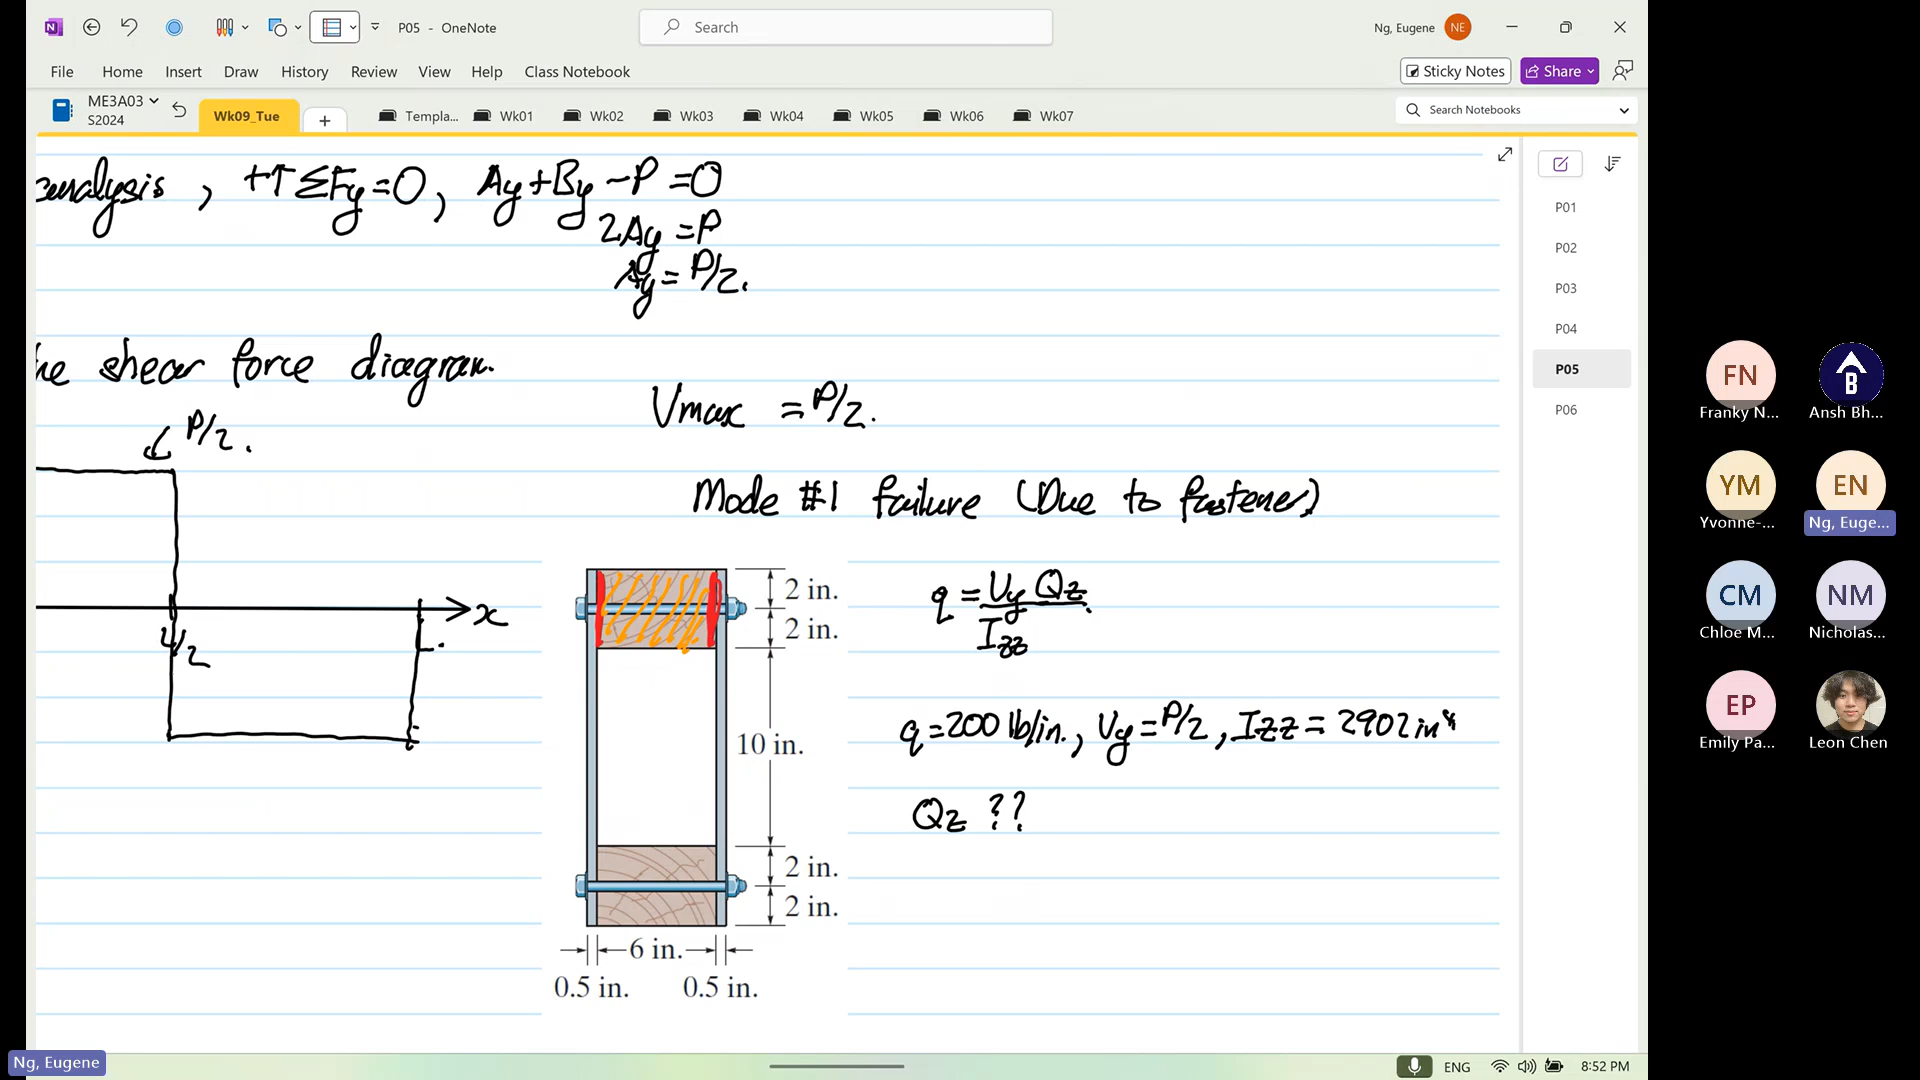 P05 - OneNote
Search
Ng, Eugene
NE
File Home Insert Draw History Review View Help Class Notebook
Sticky Notes
Share
ME3A03
S2024
Wk09_Tue
+
Templa...
Wk01
Wk02
Wk03
Wk04
Wk05
Wk06
Wk07
Search Notebooks
analysis , +↑ΣFy=0, Ay+By-P=0
2Ay=P
Ay=P/2.
he shear force diagram.
P/2.
x
L/2
L.
Vmax = P/2.
Mode #1 failure (Due to fastener)
2 in.
2 in.
10 in.
2 in.
2 in.
6 in.
0.5 in. 0.5 in.
q = Vy Qz
Izz
q=200 lb/in., Vy=P/2, Izz=2902in⁴
Qz ??
P01
P02
P03
P04
P05
P06
FN
Franky N...
B
Ansh Bh...
YM
Yvonne-...
EN
Ng, Euge...
CM
Chloe M...
NM
Nicholas...
EP
Emily Pa...
Leon Chen
Ng, Eugene
ENG
8:52 PM